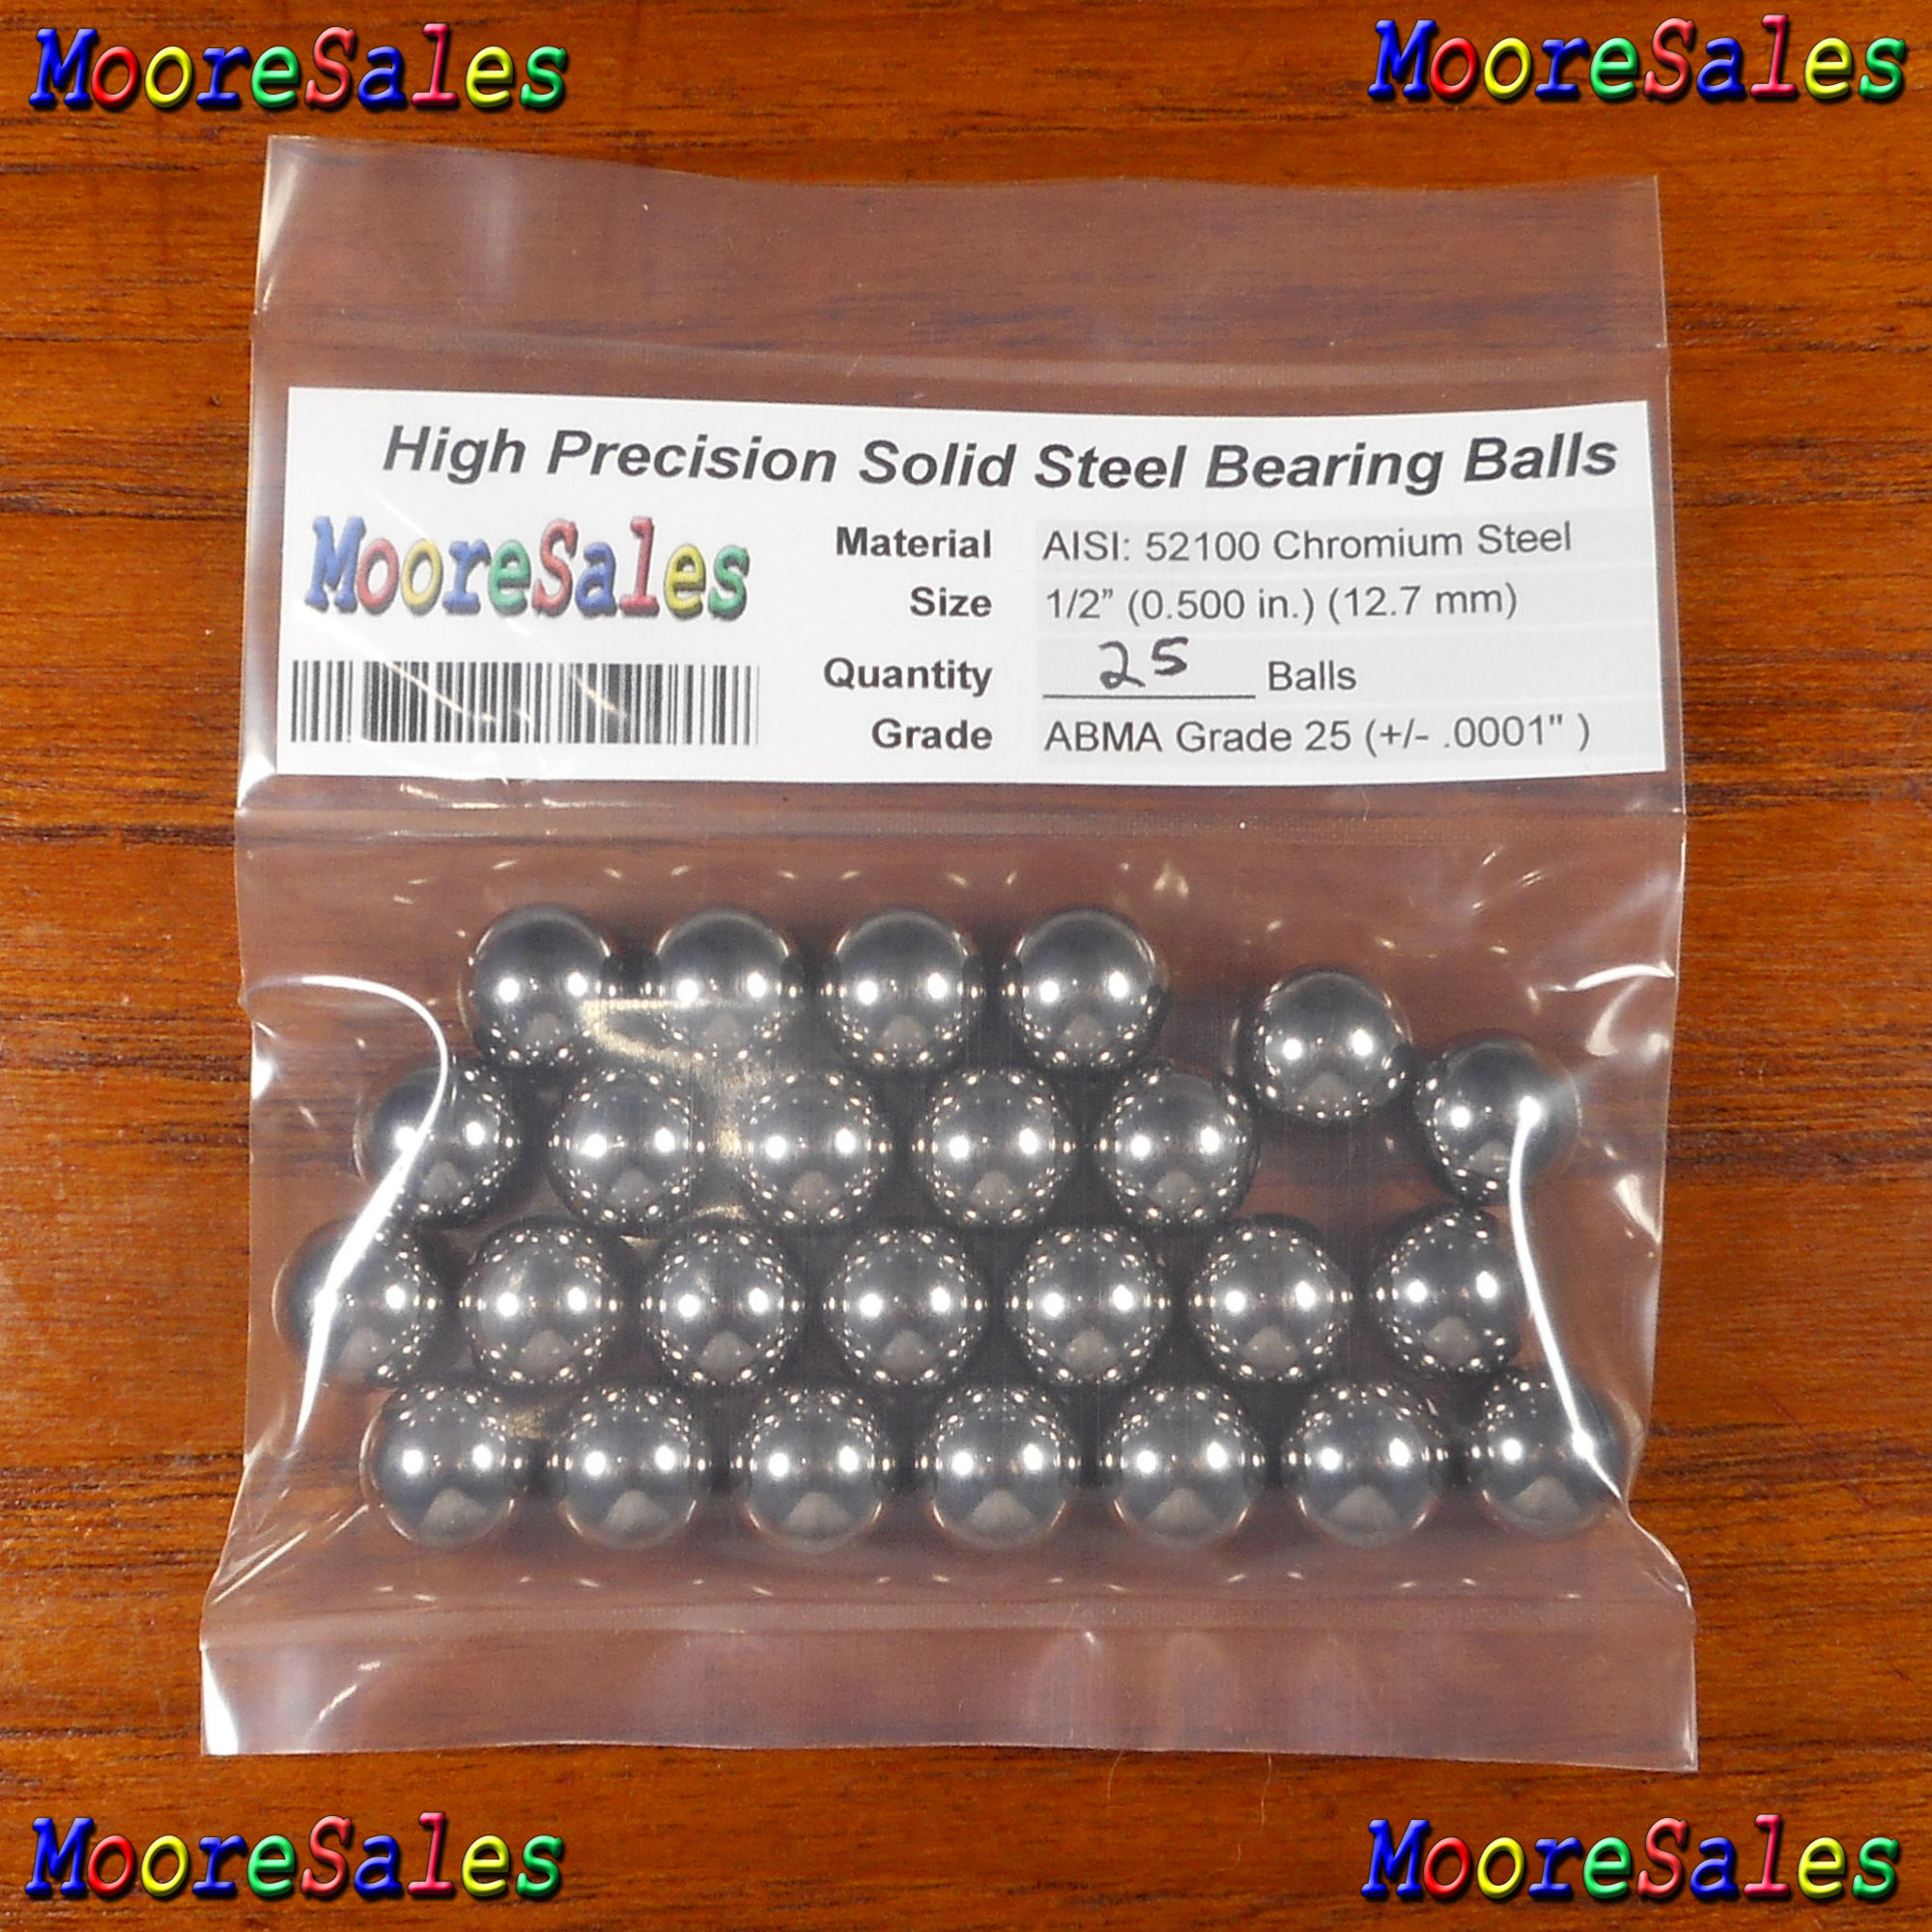 MooreSales MooreSales
High Precision Solid Steel Bearing Balls
MooreSales
Material AISI: 52100 Chromium Steel
Size 1/2” (0.500 in.) (12.7 mm)
Quantity 25 Balls
Grade ABMA Grade 25 (+/- .0001" )
MooreSales MooreSales